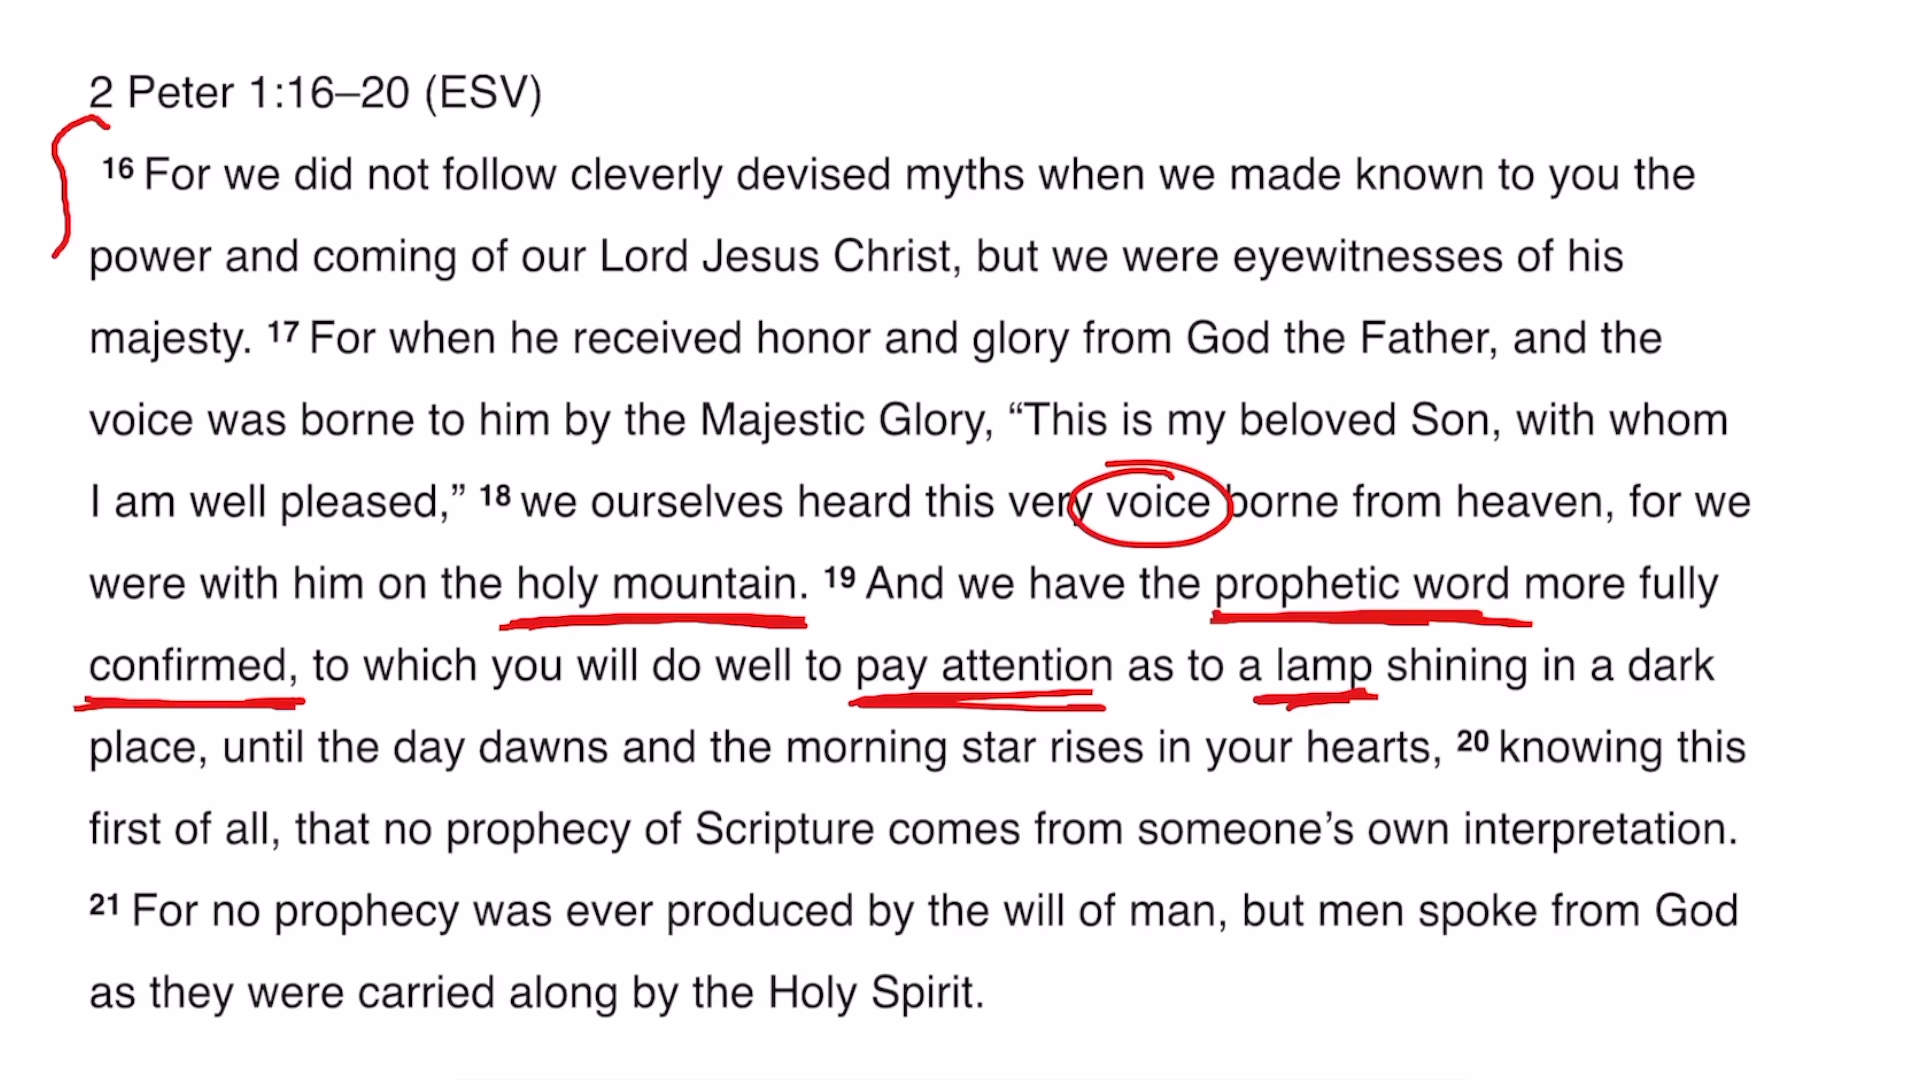 2 Peter 1:16–20 (ESV)
16 For we did not follow cleverly devised myths when we made known to you the
power and coming of our Lord Jesus Christ, but we were eyewitnesses of his
majesty. 17 For when he received honor and glory from God the Father, and the
voice was borne to him by the Majestic Glory, “This is my beloved Son, with whom
I am well pleased,” 18 we ourselves heard this very voice borne from heaven, for we
were with him on the holy mountain. 19 And we have the prophetic word more fully
confirmed, to which you will do well to pay attention as to a lamp shining in a dark
place, until the day dawns and the morning star rises in your hearts, 20 knowing this
first of all, that no prophecy of Scripture comes from someone’s own interpretation.
21 For no prophecy was ever produced by the will of man, but men spoke from God
as they were carried along by the Holy Spirit.